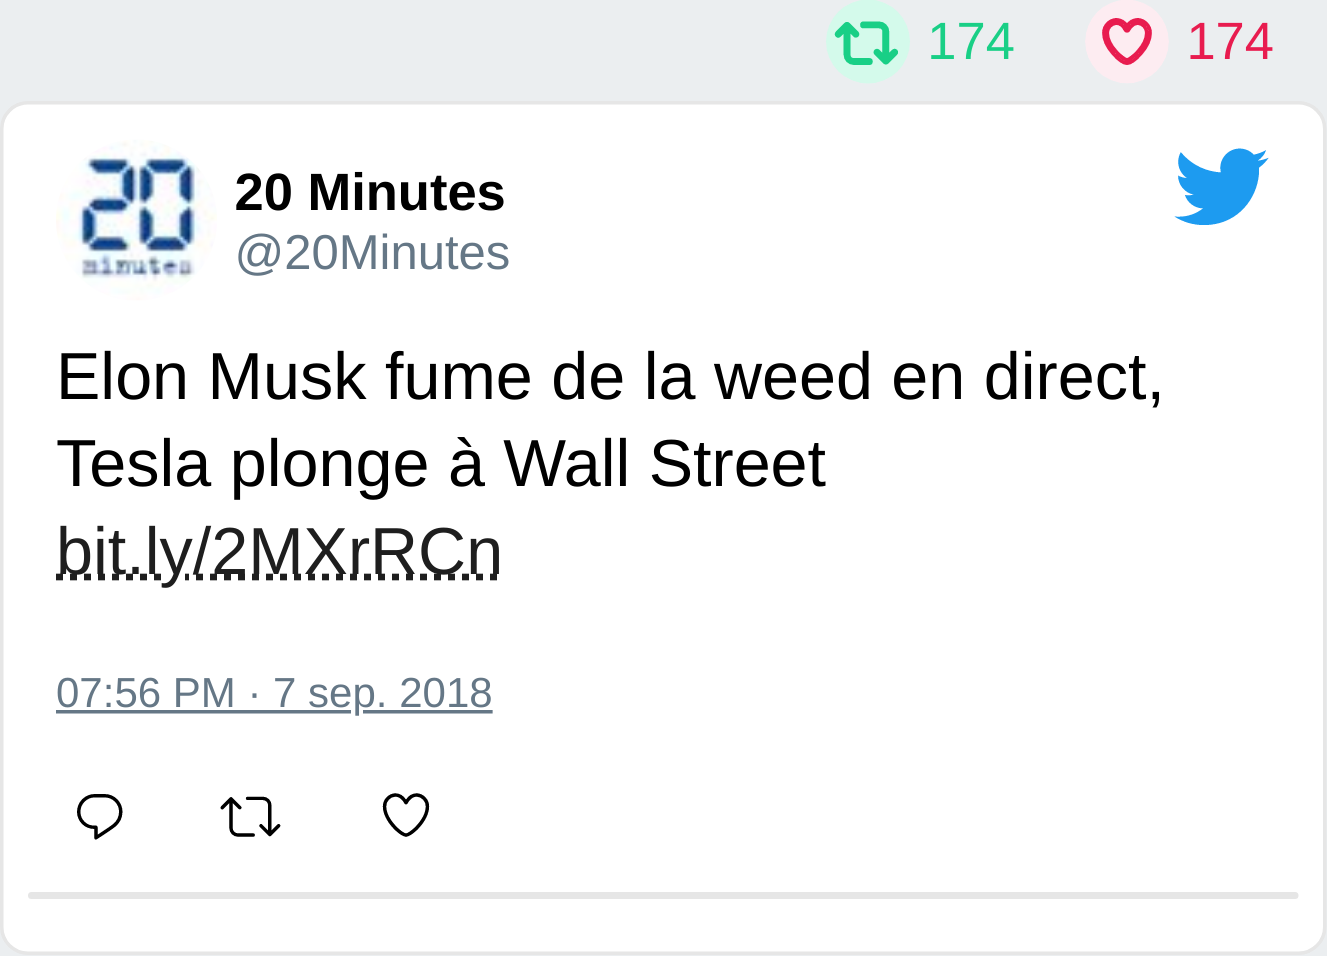 174 174
20 minutes
20 Minutes
@20Minutes
Elon Musk fume de la weed en direct,
Tesla plonge à Wall Street
bit.ly/2MXrRCn
07:56 PM · 7 sep. 2018